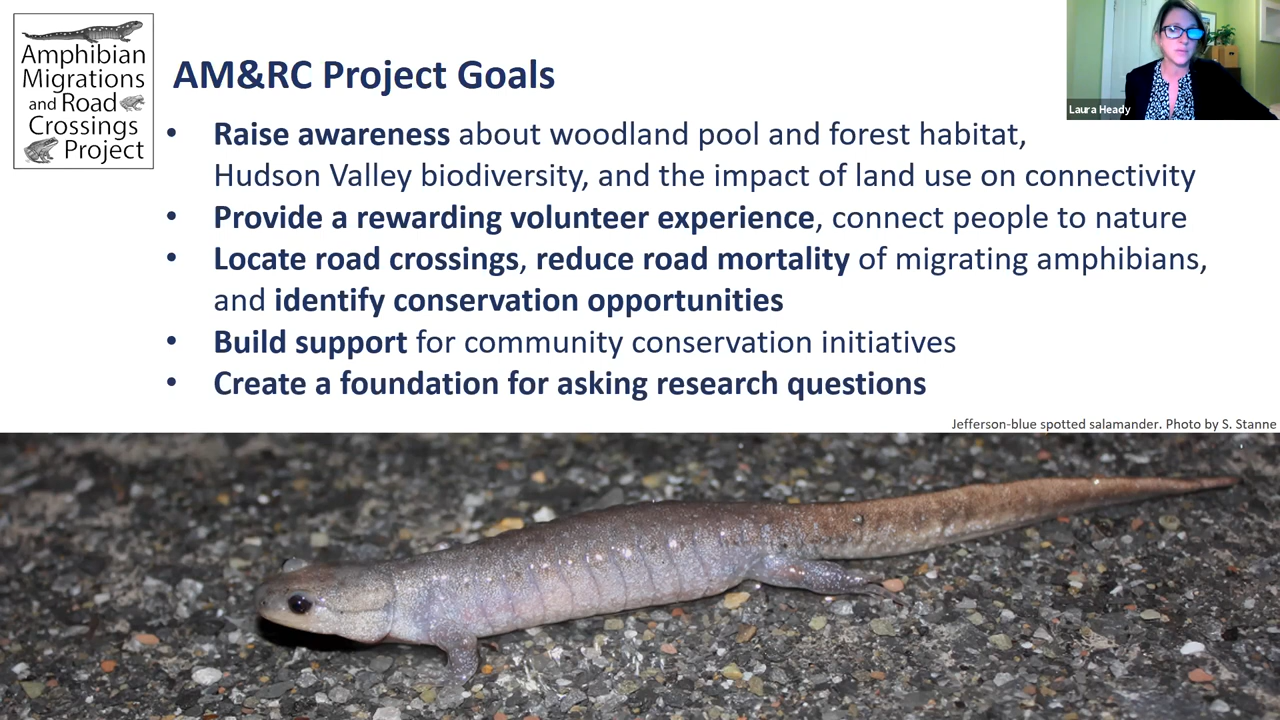 Amphibian
Migrations
and Road
Crossings
Project
AM&RC Project Goals
Laura Heady
• Raise awareness about woodland pool and forest habitat,
Hudson Valley biodiversity, and the impact of land use on connectivity
• Provide a rewarding volunteer experience, connect people to nature
• Locate road crossings, reduce road mortality of migrating amphibians,
and identify conservation opportunities
• Build support for community conservation initiatives
• Create a foundation for asking research questions
Jefferson-blue spotted salamander. Photo by S. Stanne